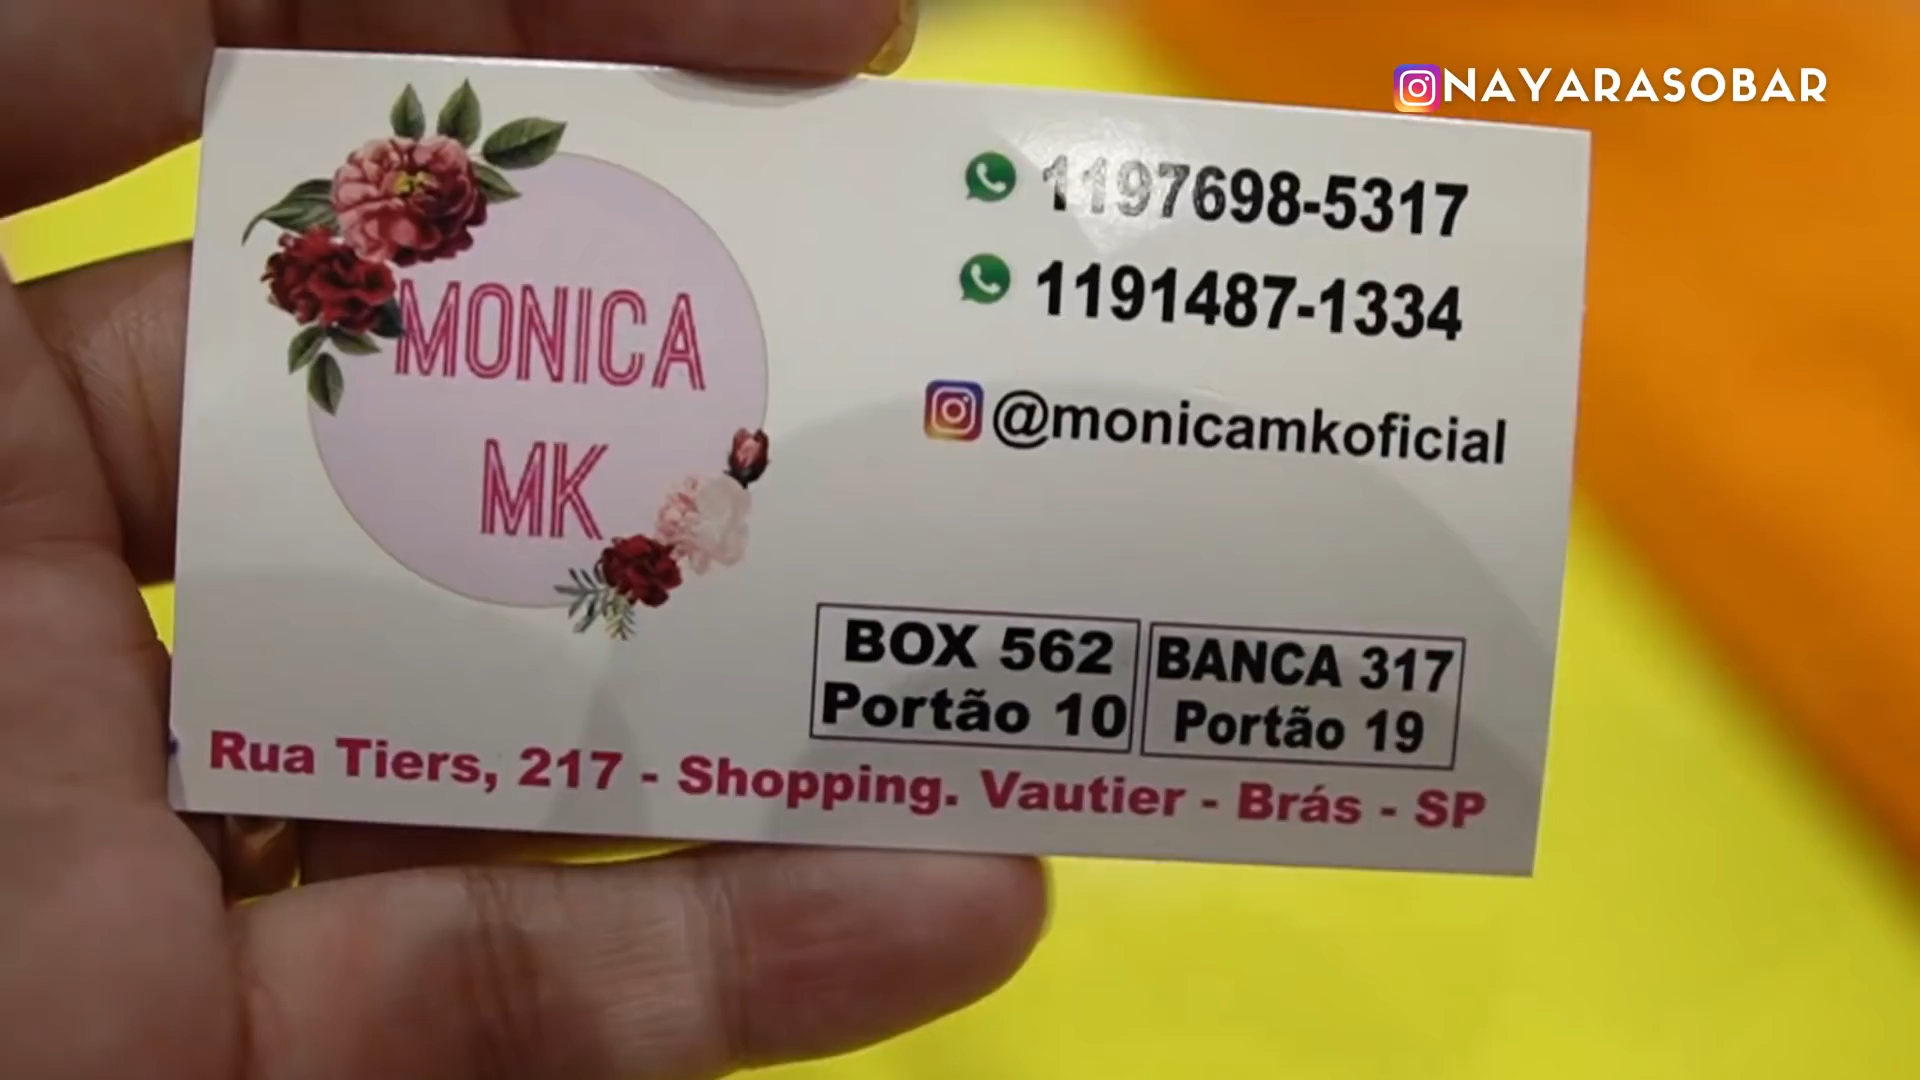 NAYARASOBAR
MONICA
MK
1197698-5317
1191487-1334
@monicamkoficial
BOX 562
Portão 10
BANCA 317
Portão 19
Rua Tiers, 217 - Shopping. Vautier - Brás - SP